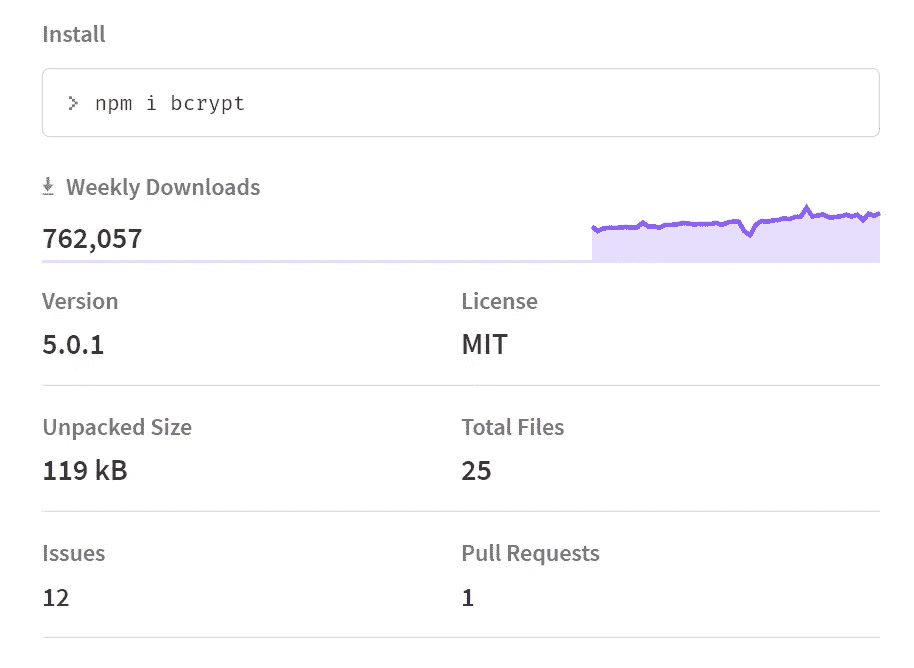 Install
> npm i bcrypt
Weekly Downloads
762,057
Version
5.0.1
License
MIT
Unpacked Size
119 kB
Total Files
25
Issues
12
Pull Requests
1